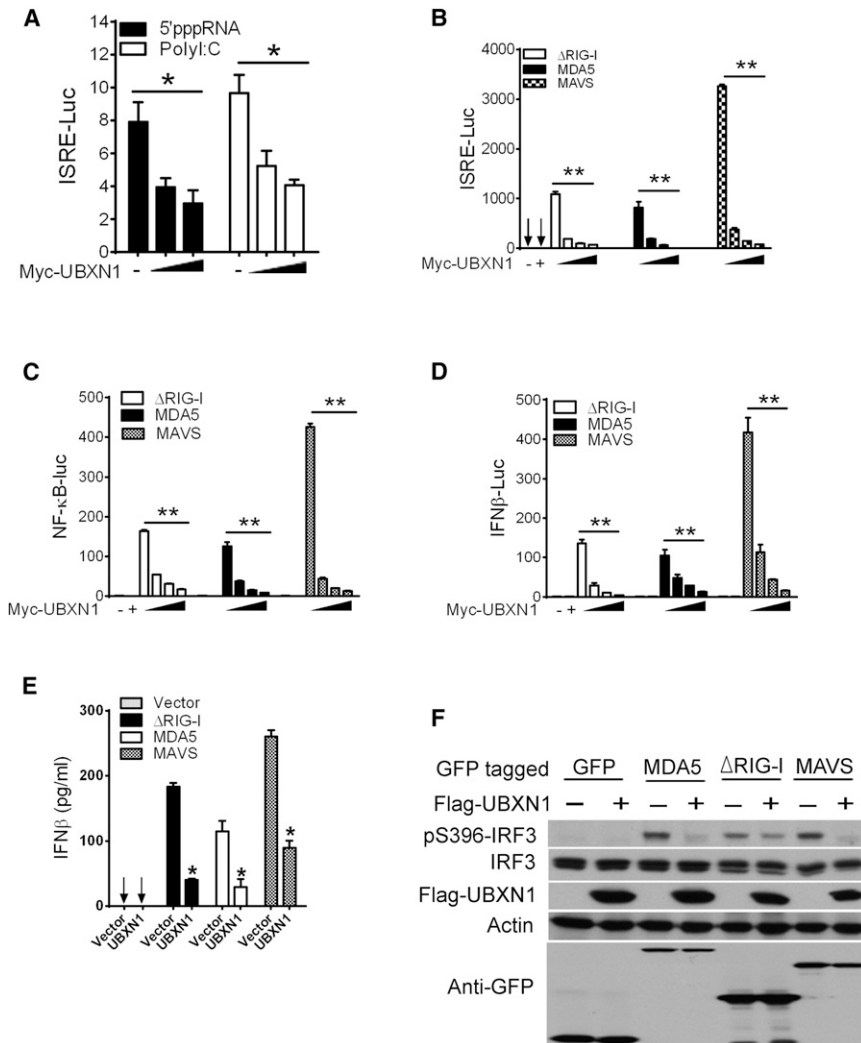 A
5'pppRNA
PolyI:C
ISRE-Luc
14
12
10
8
6
4
2
0
*
*
Myc-UBXN1
-
-
B
ΔRIG-I
MDA5
MAVS
ISRE-Luc
4000
3000
2000
1000
0
**
**
**
Myc-UBXN1
- +
C
ΔRIG-I
MDA5
MAVS
NF-κB-luc
500
400
300
200
100
0
**
**
**
Myc-UBXN1
- +
D
ΔRIG-I
MDA5
MAVS
IFNβ-Luc
500
400
300
200
100
0
**
**
**
Myc-UBXN1
- +
E
Vector
ΔRIG-I
MDA5
MAVS
IFNβ (pg/ml)
300
200
100
0
*
*
*
Vector
UBXN1
Vector
UBXN1
Vector
UBXN1
Vector
UBXN1
F
GFP tagged GFP MDA5 ΔRIG-I MAVS
Flag-UBXN1 – + – + – + – +
pS396-IRF3
IRF3
Flag-UBXN1
Actin
Anti-GFP